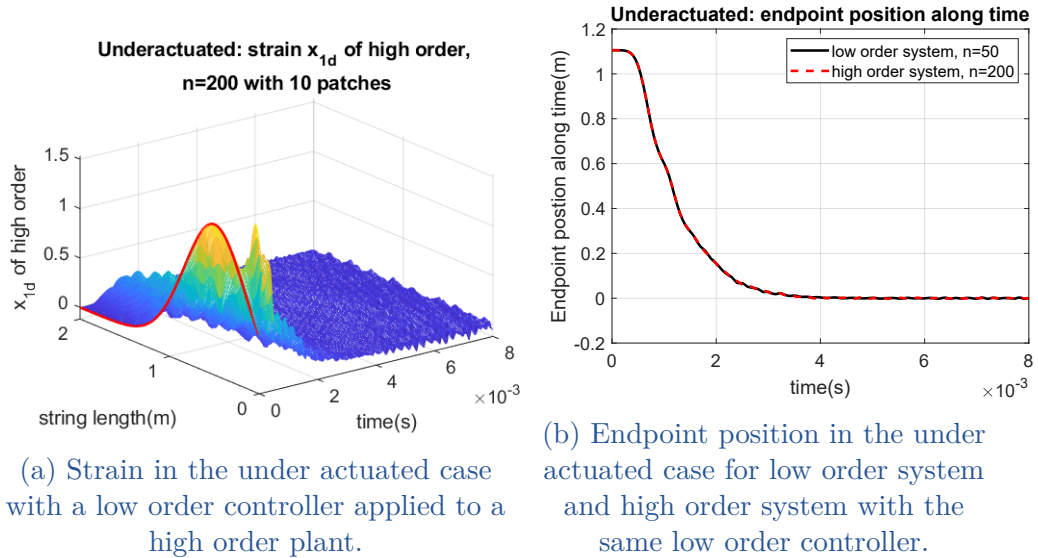 Underactuated: strain x1d of high order,
n=200 with 10 patches
x1d of high order
1.5
1
0.5
0
2
1
0
string length(m)
0
2
4
6
8
×10-3
time(s)
(a) Strain in the under actuated case
with a low order controller applied to a
high order plant.
Underactuated: endpoint position along time
Endpoint postion along time(m)
1.2
1
0.8
0.6
0.4
0.2
0
-0.2
low order system, n=50
high order system, n=200
0
2
4
6
8
×10-3
time(s)
(b) Endpoint position in the under
actuated case for low order system
and high order system with the
same low order controller.